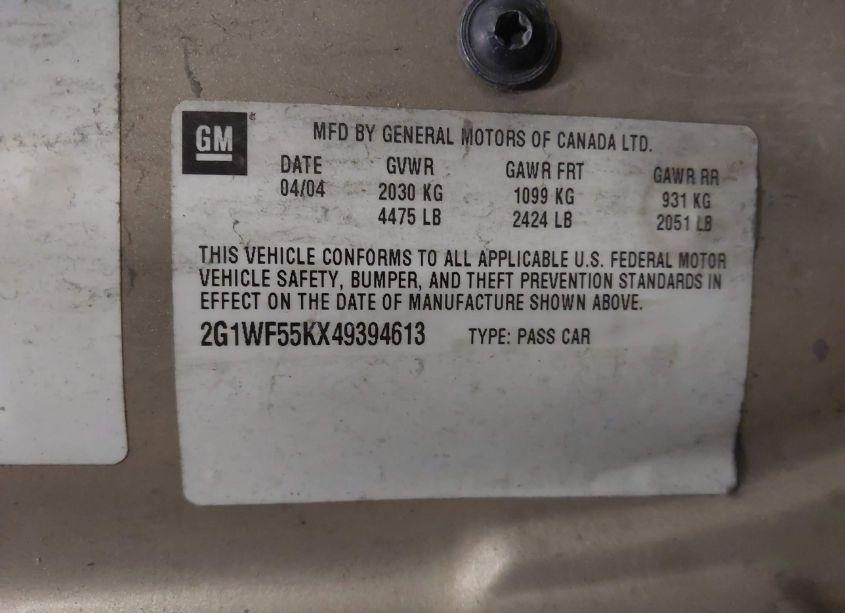 GM
MFD BY GENERAL MOTORS OF CANADA LTD.
DATE GVWR GAWR FRT GAWR RR
04/04 2030 KG 1099 KG 931 KG
4475 LB 2424 LB 2051 LB
THIS VEHICLE CONFORMS TO ALL APPLICABLE U.S. FEDERAL MOTOR
VEHICLE SAFETY, BUMPER, AND THEFT PREVENTION STANDARDS IN
EFFECT ON THE DATE OF MANUFACTURE SHOWN ABOVE.
2G1WF55KX49394613 TYPE: PASS CAR